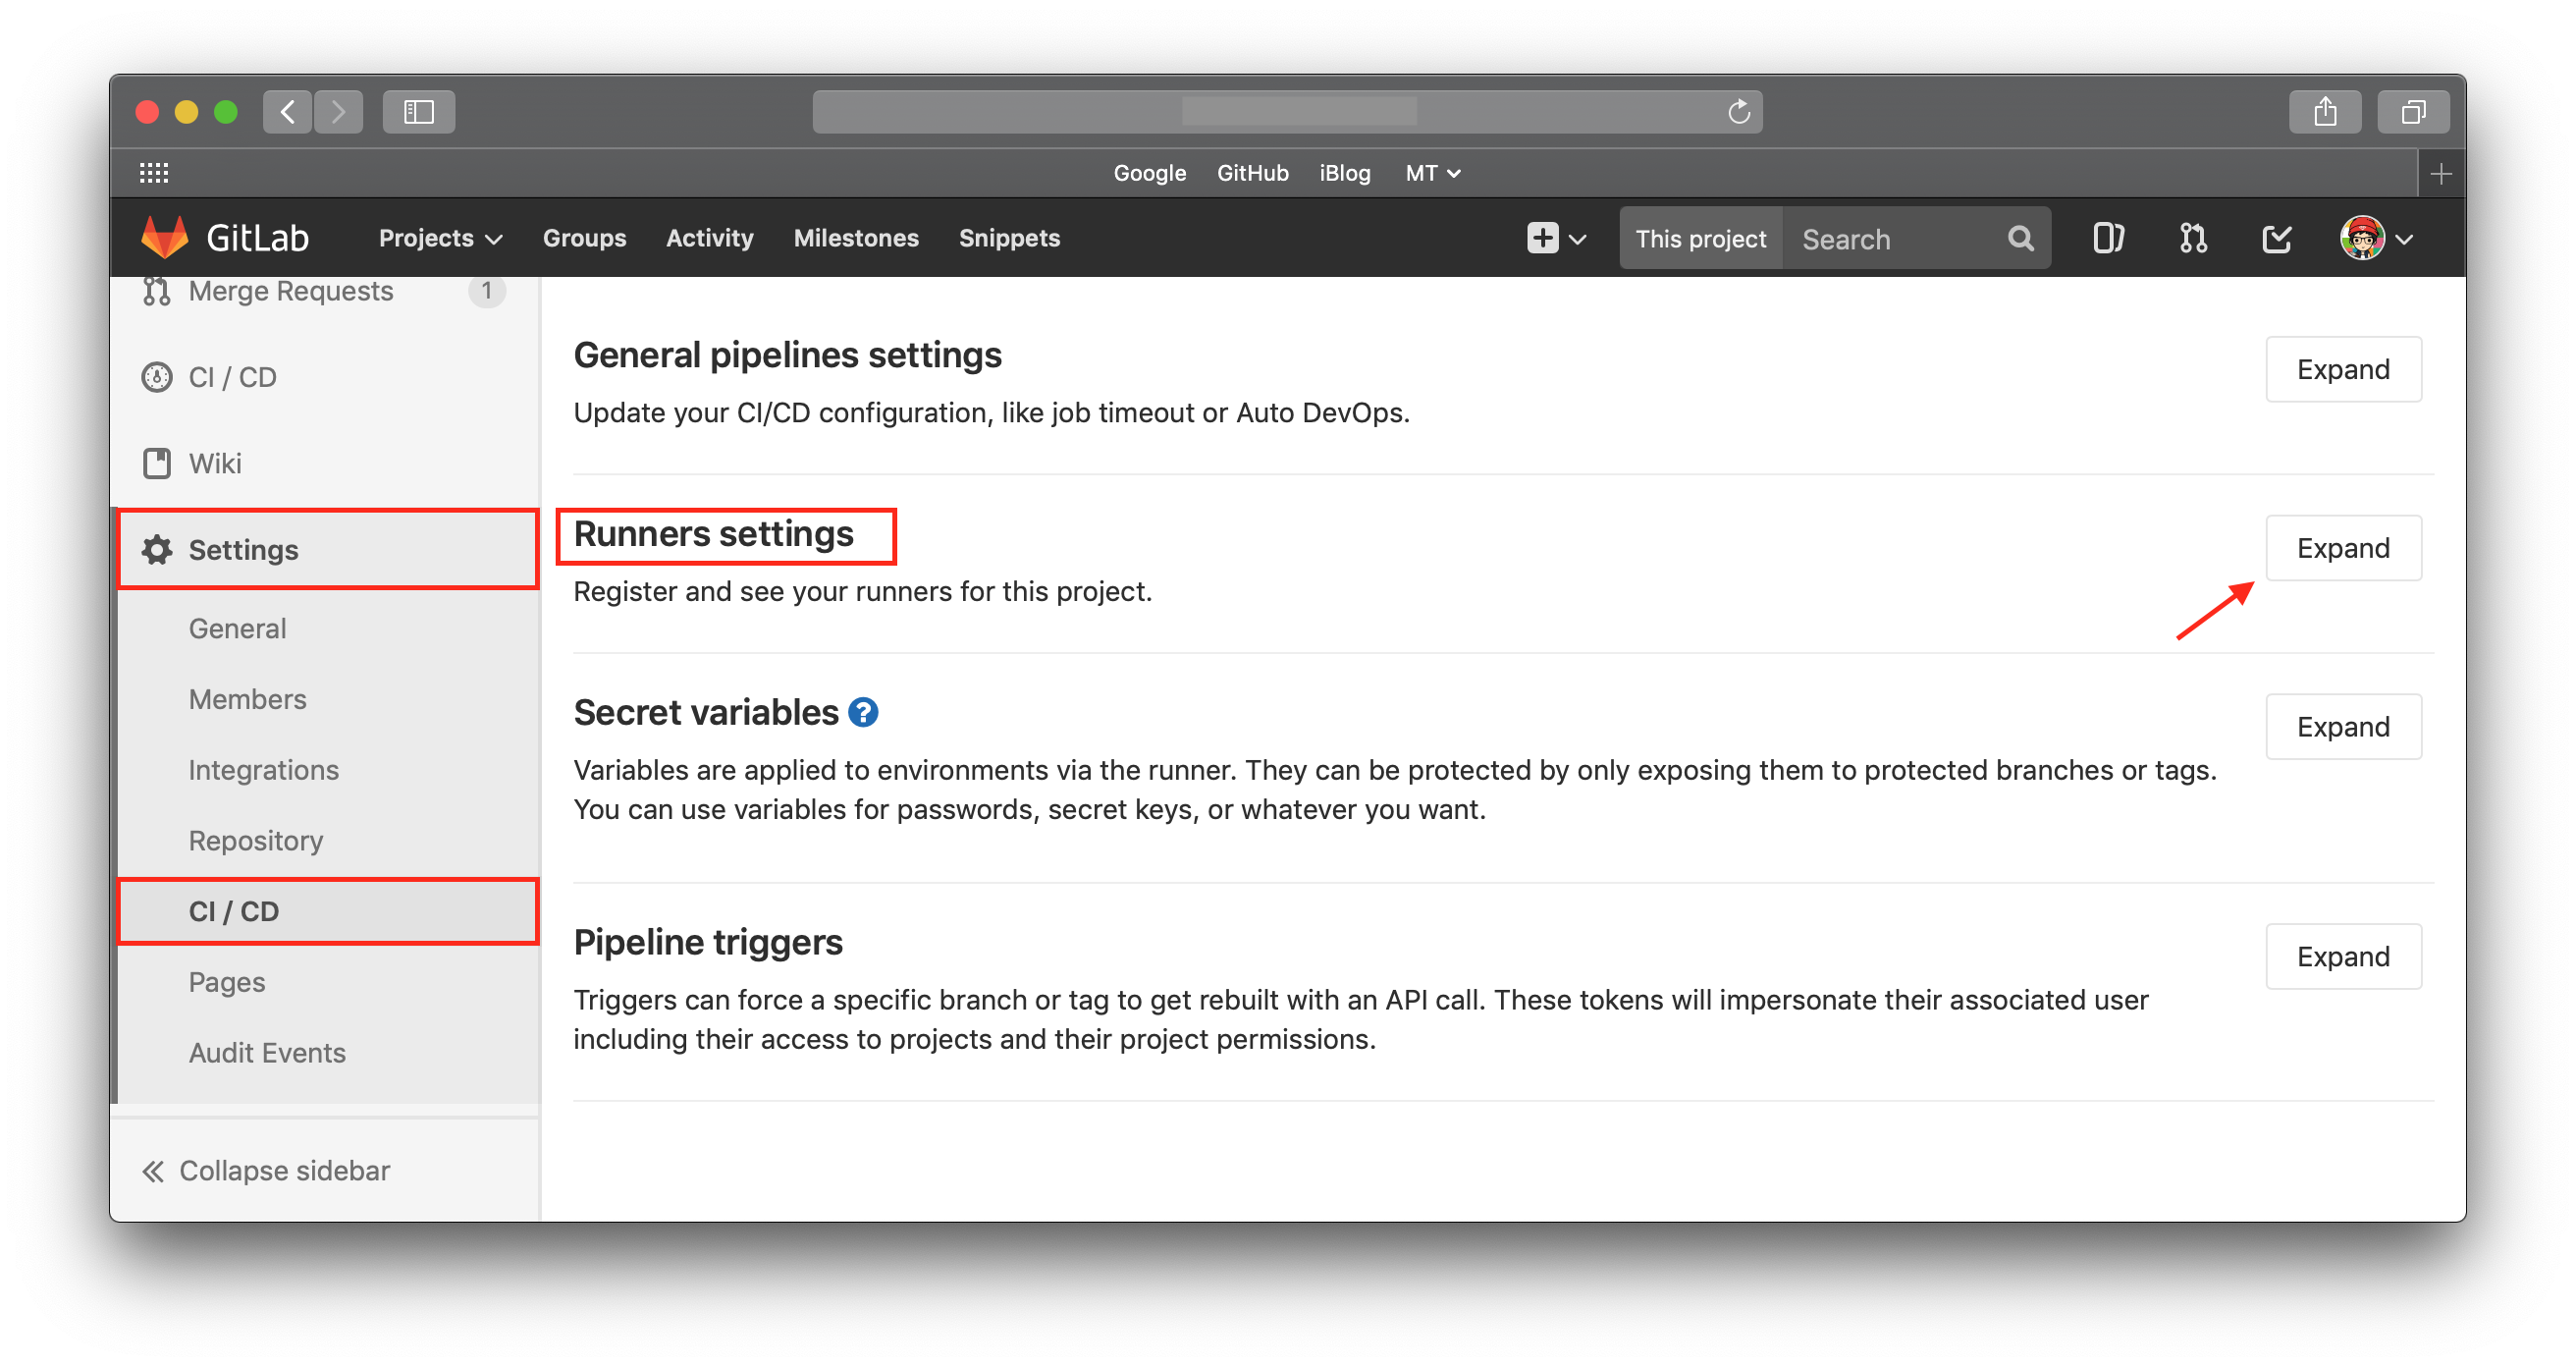 Google GitHub iBlog MT
GitLab Projects Groups Activity Milestones Snippets This project Search
Merge Requests 1
CI / CD
Wiki
Settings
General
Members
Integrations
Repository
CI / CD
Pages
Audit Events
Collapse sidebar
General pipelines settings
Expand
Update your CI/CD configuration, like job timeout or Auto DevOps.
Runners settings
Expand
Register and see your runners for this project.
Secret variables ?
Expand
Variables are applied to environments via the runner. They can be protected by only exposing them to protected branches or tags.
You can use variables for passwords, secret keys, or whatever you want.
Pipeline triggers
Expand
Triggers can force a specific branch or tag to get rebuilt with an API call. These tokens will impersonate their associated user
including their access to projects and their project permissions.